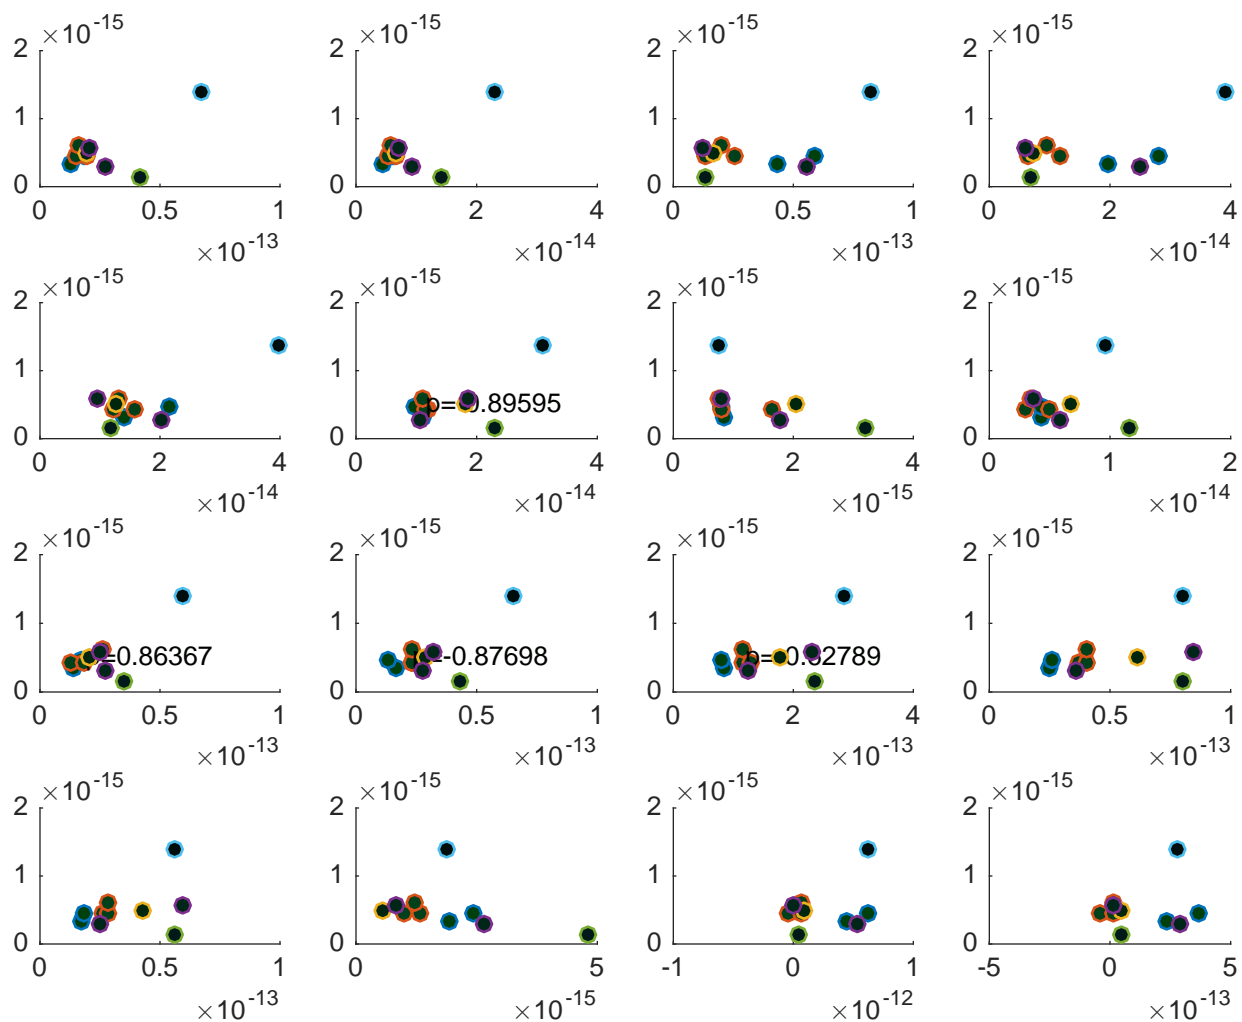 ×10-15 ×10-15 ×10-15 ×10-15
2 2 2 2
1 1 1 1
0 0 0 0
0 0.5 1 0 2 4 0 0.5 1 0 2 4
×10-13 ×10-14 ×10-13 ×10-14
×10-15 ×10-15 ×10-15 ×10-15
2 2 2 2
1 1 1 1
0.89595
0 0 0 0
0 2 4 0 2 4 0 2 4 0 1 2
×10-14 ×10-14 ×10-15 ×10-14
×10-15 ×10-15 ×10-15 ×10-15
2 2 2 2
1 1 1 1
=0.86367 -0.87698
0 0 0 0
0 0.5 1 0 0.5 1 0 2 4 0 0.5 1
×10-13 ×10-13 ×10-13 ×10-13
×10-15 ×10-15 ×10-15 ×10-15
2 2 2 2
1 1 1 1
0 0 0 0
0 0.5 1 0 5 -1 0 1 -5 0 5
×10-13 ×10-15 ×10-12 ×10-13